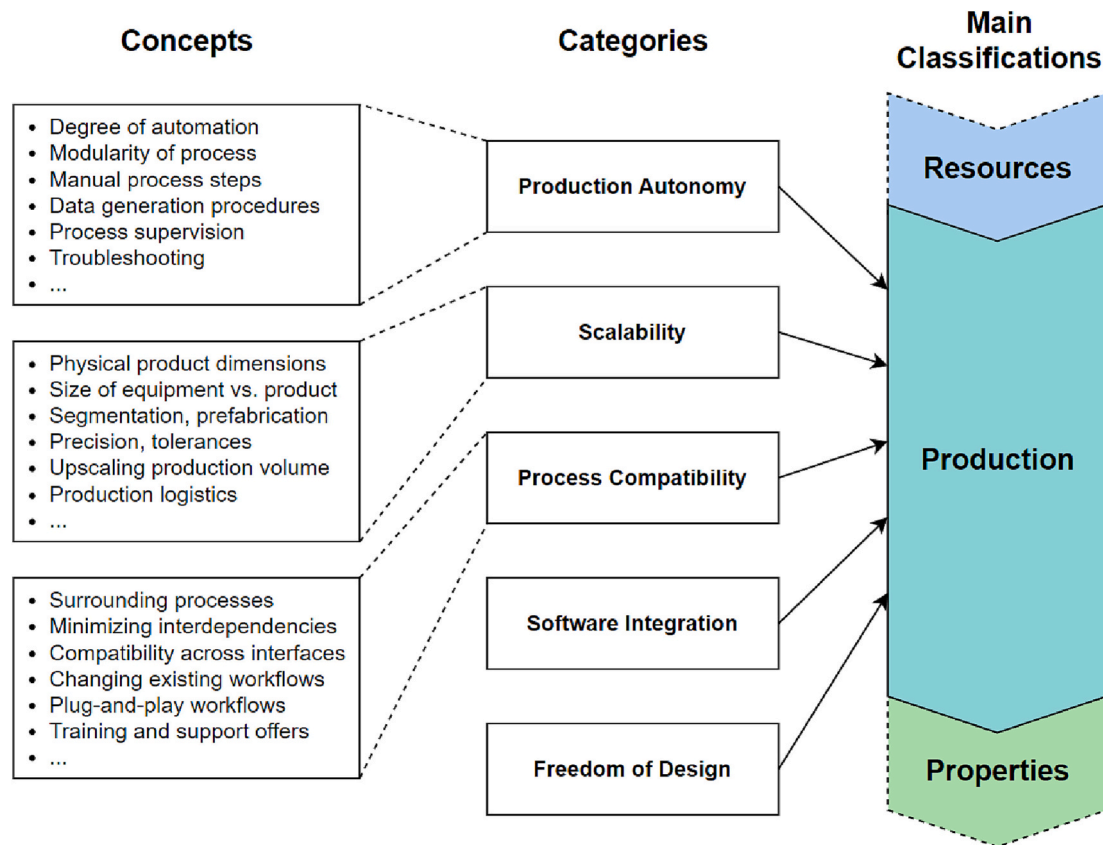 Concepts
Categories
Main
Classifications
• Degree of automation
• Modularity of process
• Manual process steps
• Data generation procedures
• Process supervision
• Troubleshooting
• ...
• Physical product dimensions
• Size of equipment vs. product
• Segmentation, prefabrication
• Precision, tolerances
• Upscaling production volume
• Production logistics
• ...
• Surrounding processes
• Minimizing interdependencies
• Compatibility across interfaces
• Changing existing workflows
• Plug-and-play workflows
• Training and support offers
• ...
Production Autonomy
Scalability
Process Compatibility
Software Integration
Freedom of Design
Resources
Production
Properties